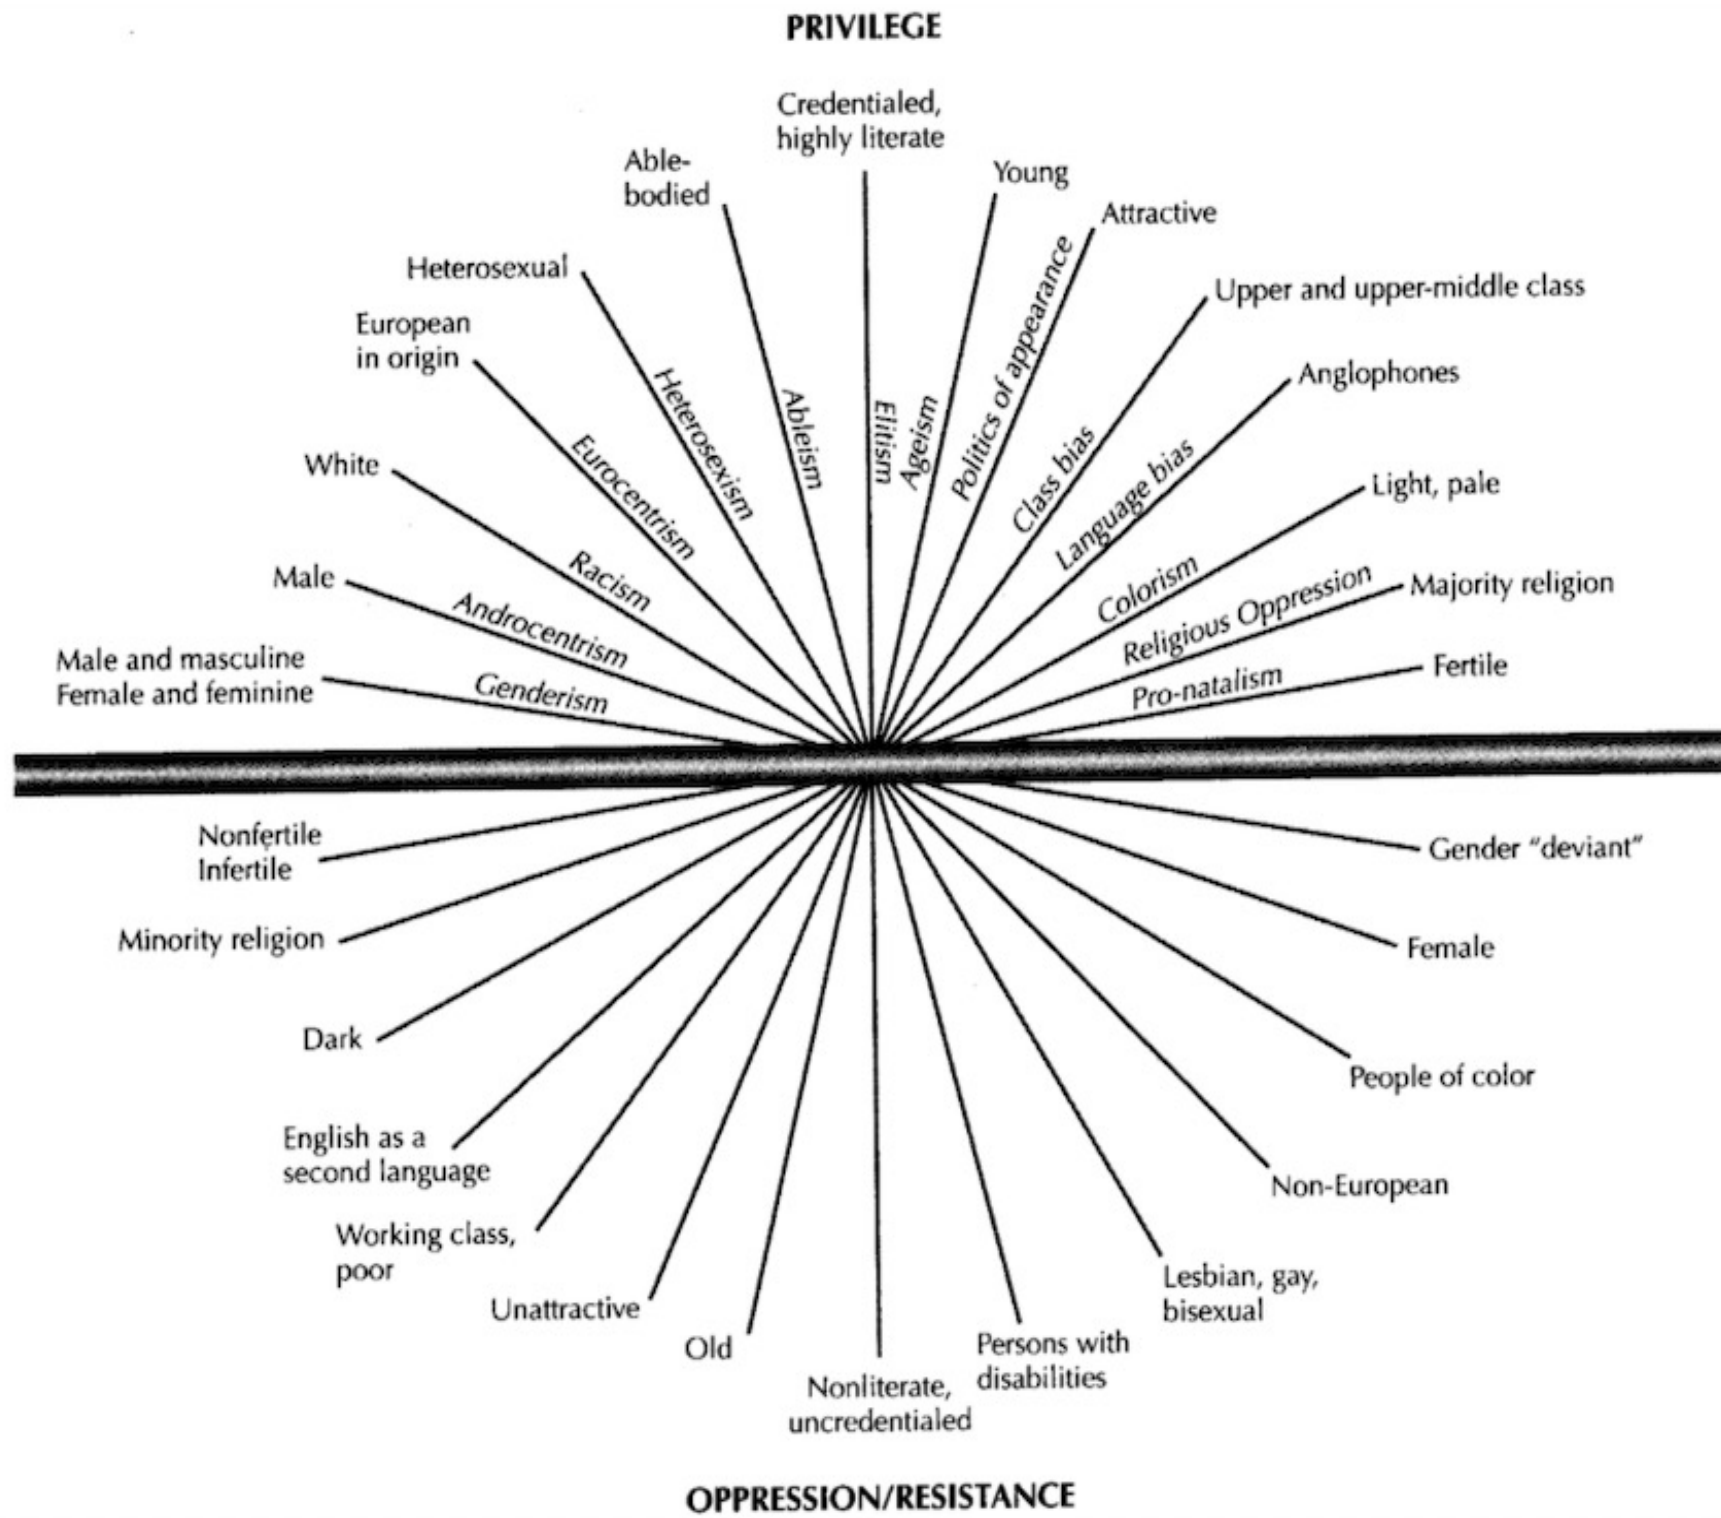 PRIVILEGE
Credentialed,
highly literate
Able-
bodied
Young
Attractive
Heterosexual
Upper and upper-middle class
European
in origin
Anglophones
White
Light, pale
Male
Majority religion
Male and masculine
Female and feminine
Fertile
Genderism
Androcentrism
Racism
Eurocentrism
Heterosexism
Ableism
Elitism
Ageism
Politics of appearance
Class bias
Language bias
Colorism
Religious Oppression
Pro-natalism
Nonfertile
Infertile
Gender “deviant”
Minority religion
Female
Dark
People of color
English as a
second language
Non-European
Working class,
poor
Lesbian, gay,
bisexual
Unattractive
Old
Persons with
disabilities
Nonliterate,
uncredentialed
OPPRESSION/RESISTANCE